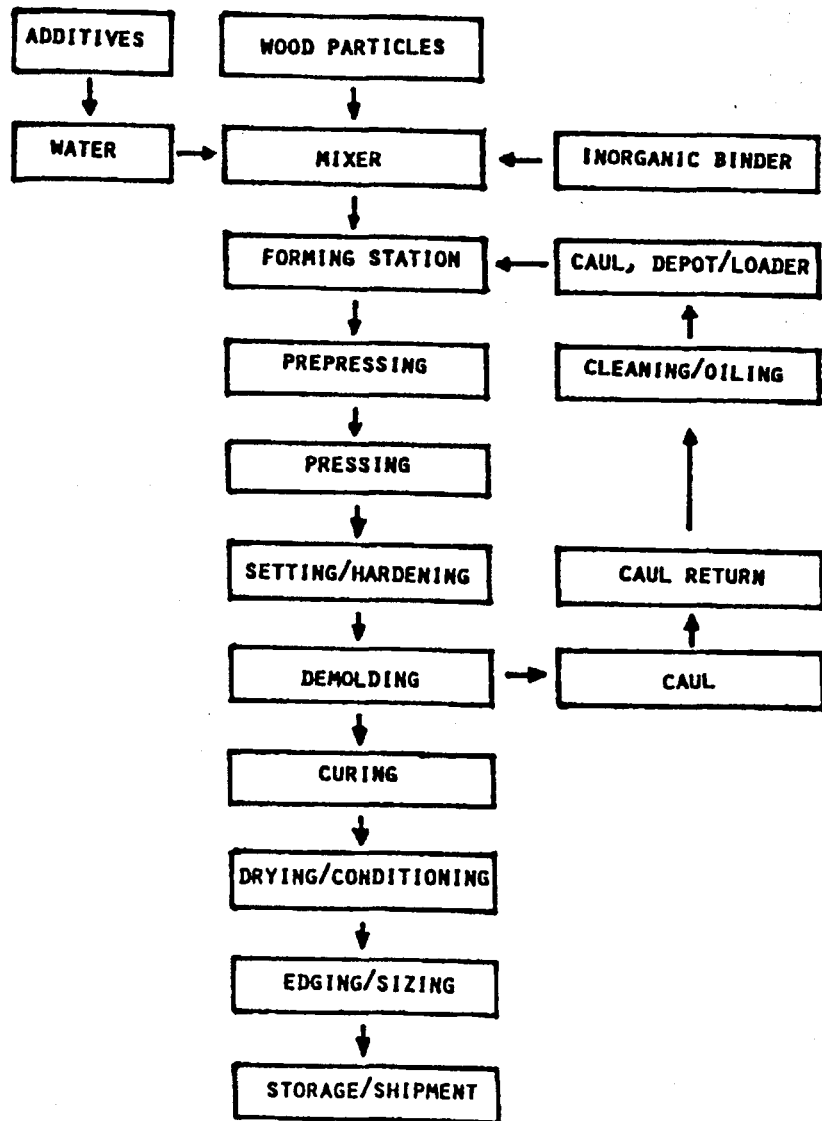 ADDITIVES
WOOD PARTICLES
WATER
MIXER
INORGANIC BINDER
FORMING STATION
CAUL, DEPOT/LOADER
PREPRESSING
CLEANING/OILING
PRESSING
SETTING/HARDENING
CAUL RETURN
DEMOLDING
CAUL
CURING
DRYING/CONDITIONING
EDGING/SIZING
STORAGE/SHIPMENT